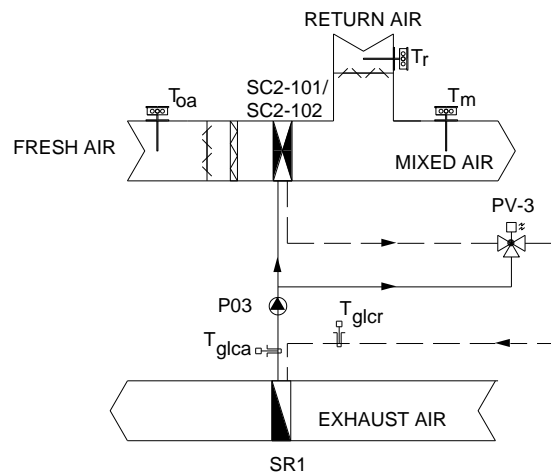 RETURN AIR
SC2-101/
SC2-102
Tr
Toa
Tm
FRESH AIR
MIXED AIR
PV-3
P03
Tglcr
Tglca
EXHAUST AIR
SR1